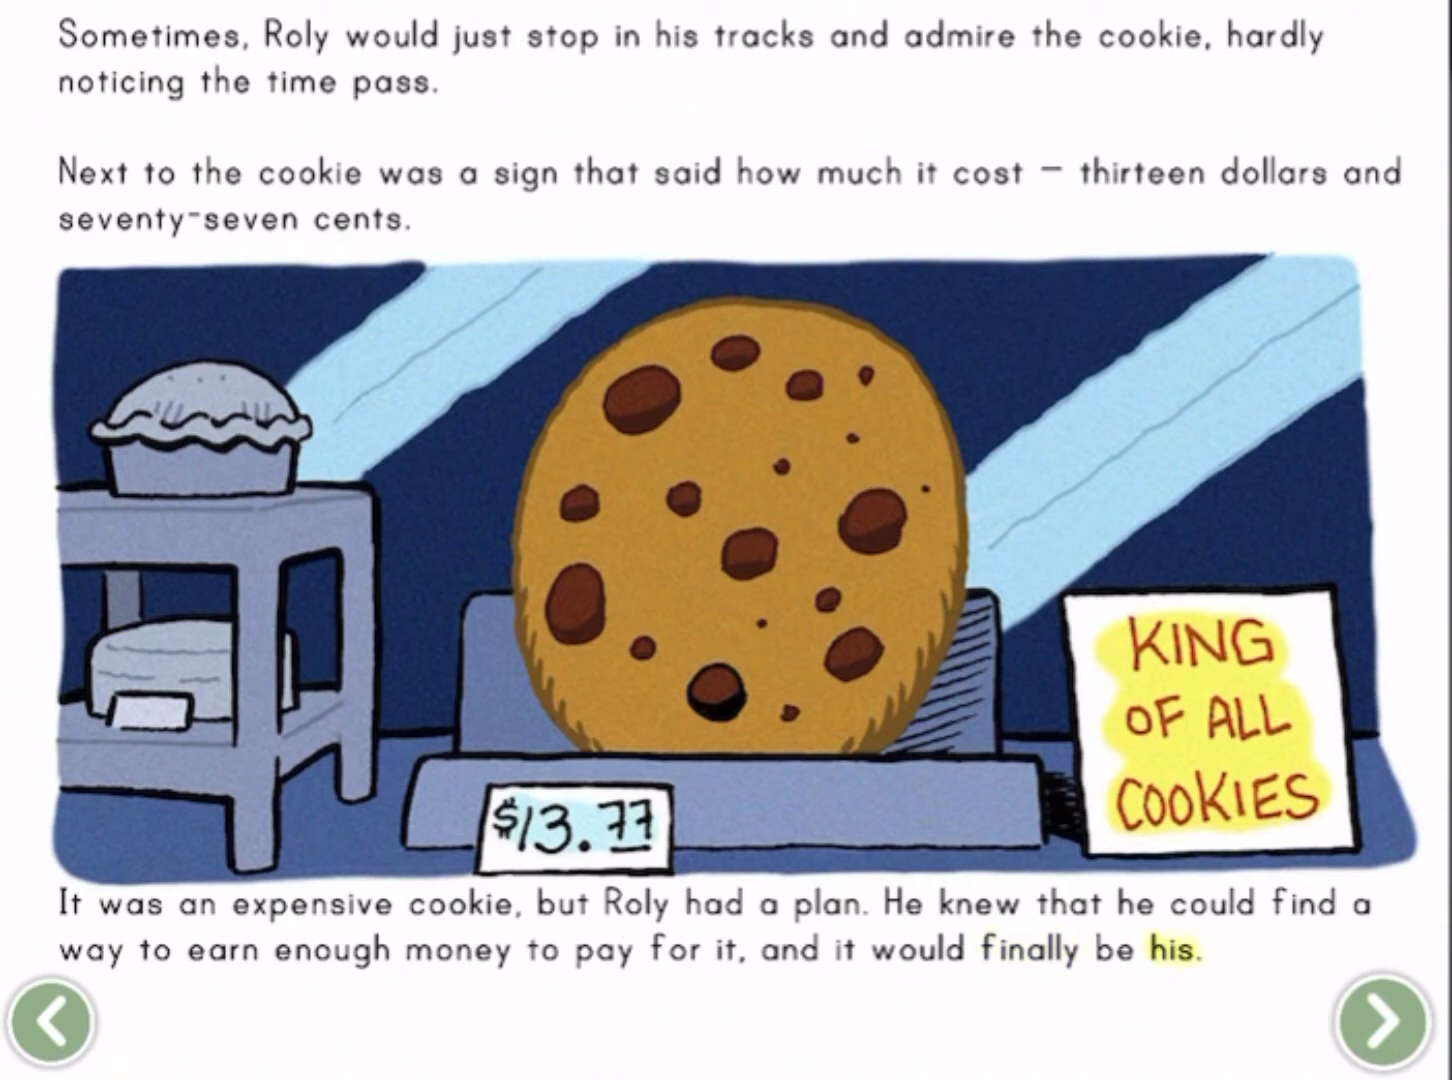 Sometimes, Roly would just stop in his tracks and admire the cookie, hardly
noticing the time pass.
Next to the cookie was a sign that said how much it cost – thirteen dollars and
seventy-seven cents.
KING
OF ALL
COOKIES
$13.77
It was an expensive cookie, but Roly had a plan. He knew that he could find a
way to earn enough money to pay for it, and it would finally be his.